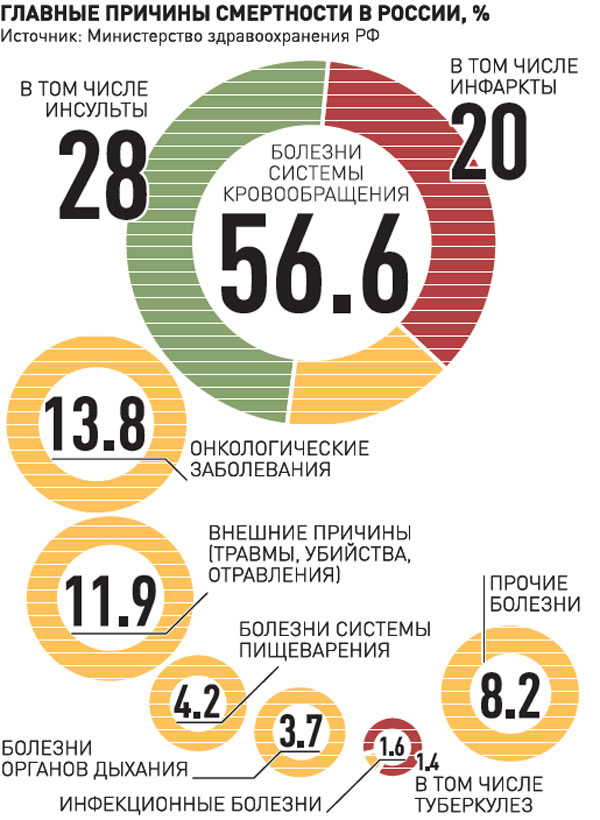 ГЛАВНЫЕ ПРИЧИНЫ СМЕРТНОСТИ В РОССИИ, %
Источник: Министерство здравоохранения РФ
В ТОМ ЧИСЛЕ
ИНСУЛЬТЫ
28
В ТОМ ЧИСЛЕ
ИНФАРКТЫ
20
БОЛЕЗНИ
СИСТЕМЫ
КРОВООБРАЩЕНИЯ
56.6
13.8
ОНКОЛОГИЧЕСКИЕ
ЗАБОЛЕВАНИЯ
11.9
ВНЕШНИЕ ПРИЧИНЫ
(ТРАВМЫ, УБИЙСТВА,
ОТРАВЛЕНИЯ)
ПРОЧИЕ
БОЛЕЗНИ
8.2
БОЛЕЗНИ СИСТЕМЫ
ПИЩЕВАРЕНИЯ
4.2
3.7
БОЛЕЗНИ
ОРГАНОВ ДЫХАНИЯ
1.6
ИНФЕКЦИОННЫЕ БОЛЕЗНИ
1.4
В ТОМ ЧИСЛЕ
ТУБЕРКУЛЕЗ